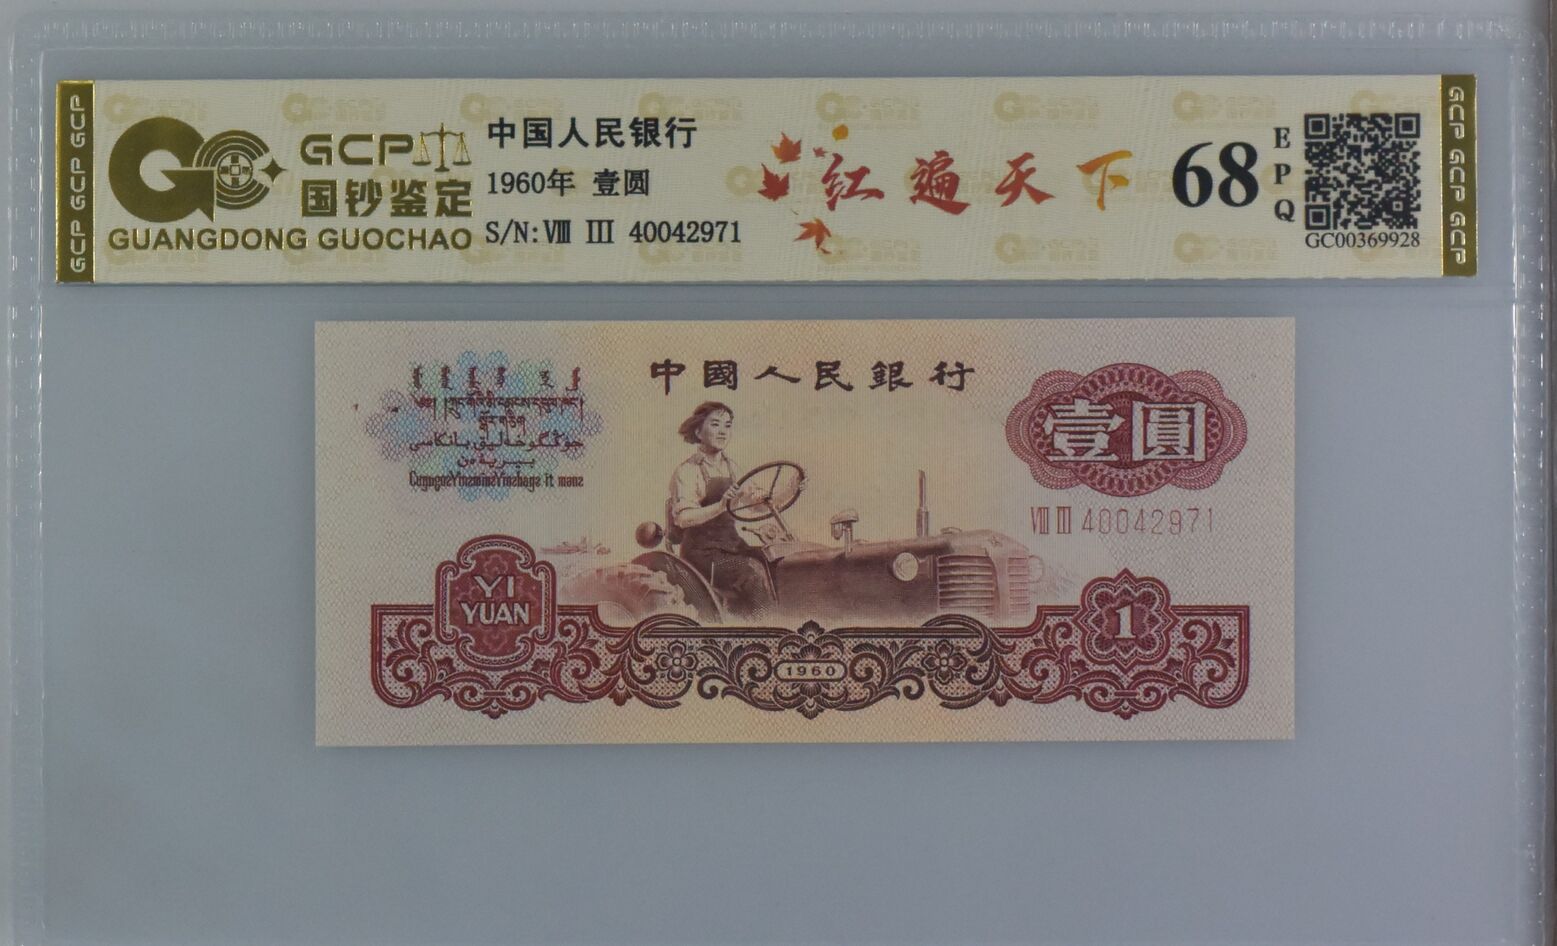 GCP GCP GCP
GCP
国钞鉴定
GUANGDONG GUOCHAO
中国人民银行
1960年 壹圆
S/N: Ⅷ Ⅲ 40042971
红遍天下
68
EPQ
GC00369928
GCP GCP GCP
中國人民銀行
壹圓
Ⅷ Ⅲ 40042971
YI
YUAN
1960
1